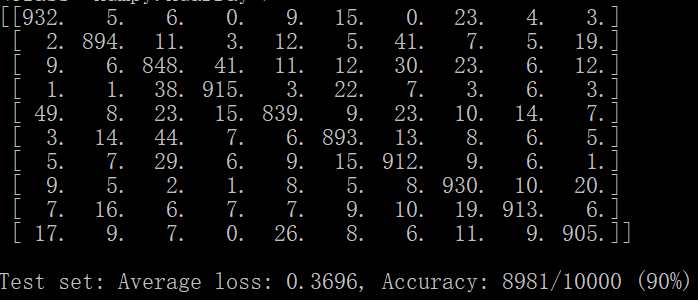 [[932. 5. 6. 0. 9. 15. 0. 23. 4. 3.]
[ 2. 894. 11. 3. 12. 5. 41. 7. 5. 19.]
[ 9. 6. 848. 41. 11. 12. 30. 23. 6. 12.]
[ 1. 1. 38. 915. 3. 22. 7. 3. 6. 3.]
[ 49. 8. 23. 15. 839. 9. 23. 10. 14. 7.]
[ 3. 14. 44. 7. 6. 893. 13. 8. 6. 5.]
[ 5. 7. 29. 6. 9. 15. 912. 9. 6. 1.]
[ 9. 5. 2. 1. 8. 5. 8. 930. 10. 20.]
[ 7. 16. 6. 7. 7. 9. 10. 19. 913. 6.]
[ 17. 9. 7. 0. 26. 8. 6. 11. 9. 905.]]
Test set: Average loss: 0.3696, Accuracy: 8981/10000 (90%)